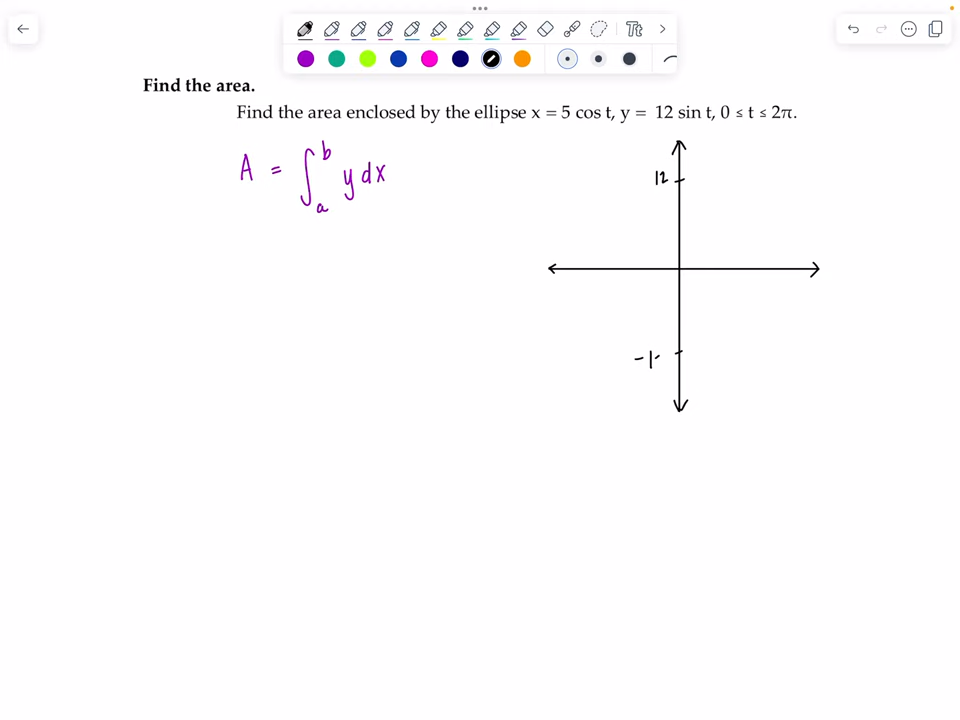 Tt
Find the area.
Find the area enclosed by the ellipse x = 5 cos t, y = 12 sin t, 0 ≤ t ≤ 2π.
A = ∫_a^b y dx
12